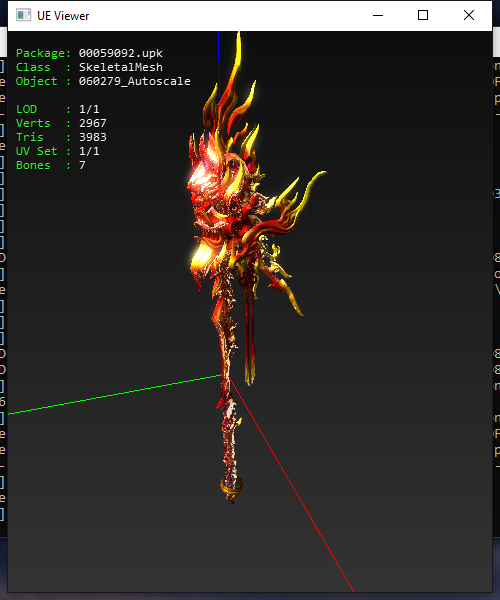 UE Viewer
Package: 00059092.upk
Class : SkeletalMesh
Object : 060279_Autoscale
LOD : 1/1
Verts : 2967
Tris : 3983
UV Set : 1/1
Bones : 7